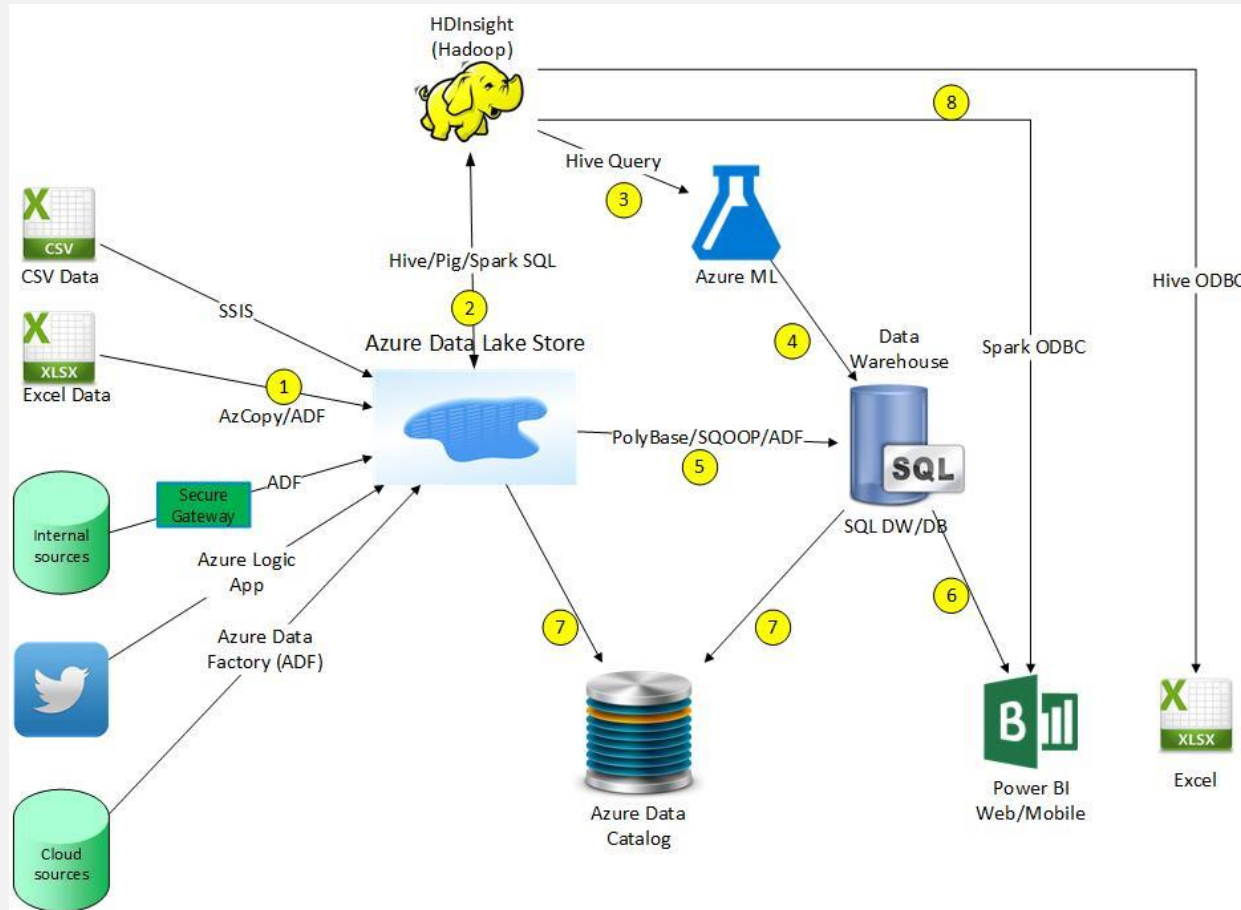 HDInsight
(Hadoop)
8
Hive Query
3
X
CSV
CSV Data
Hive/Pig/Spark SQL
Azure ML
Hive ODBC
SSIS
2
4
Data
Warehouse
Spark ODBC
Azure Data Lake Store
X
XLSX
Excel Data
1
AzCopy/ADF
PolyBase/SQOOP/ADF
5
SQL
SQL DW/DB
Secure
Gateway
ADF
Internal
sources
Azure Logic
App
6
7
7
Azure Data
Factory (ADF)
B
X
XLSX
Excel
Power BI
Web/Mobile
Azure Data
Catalog
Cloud
sources